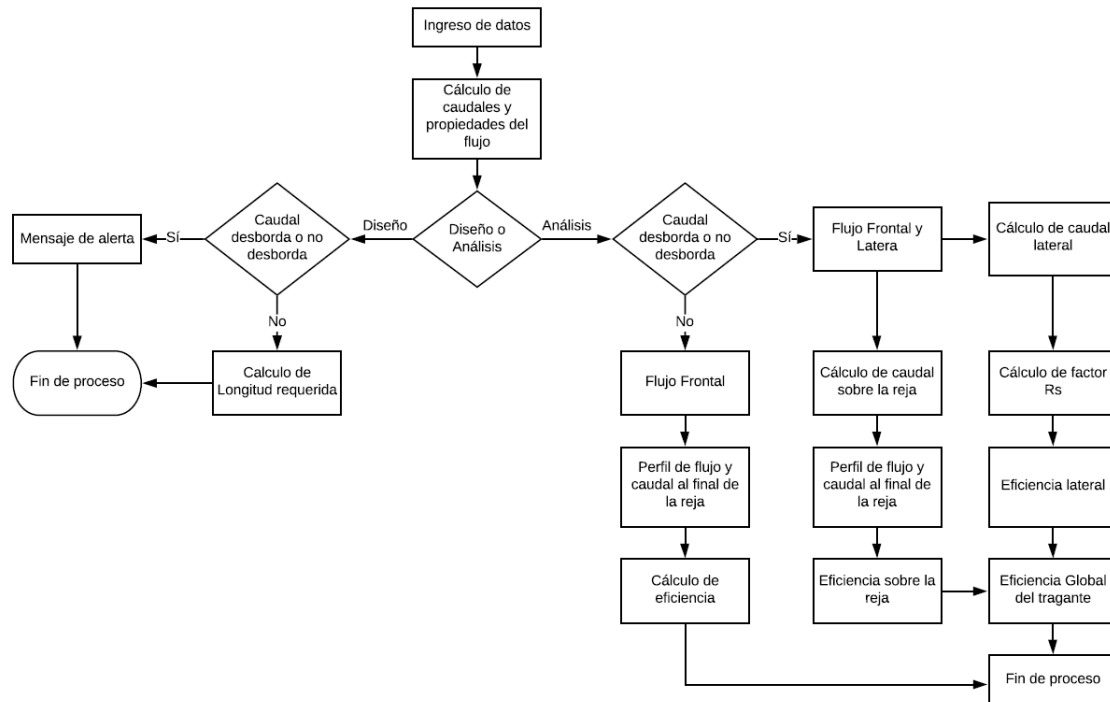 Ingreso de datos
Cálculo de
caudales y
propiedades del
flujo
Diseño o
Análisis
Diseño
Análisis
Caudal
desborda o no
desborda
Sí
Mensaje de alerta
No
Calculo de
Longitud requerida
Fin de proceso
Caudal
desborda o no
desborda
Sí
No
Flujo Frontal
Perfil de flujo y
caudal al final de
la reja
Cálculo de
eficiencia
Flujo Frontal y
Latera
Cálculo de caudal
sobre la reja
Perfil de flujo y
caudal al final de
la reja
Eficiencia sobre la
reja
Cálculo de caudal
lateral
Cálculo de factor
Rs
Eficiencia lateral
Eficiencia Global
del tragante
Fin de proceso